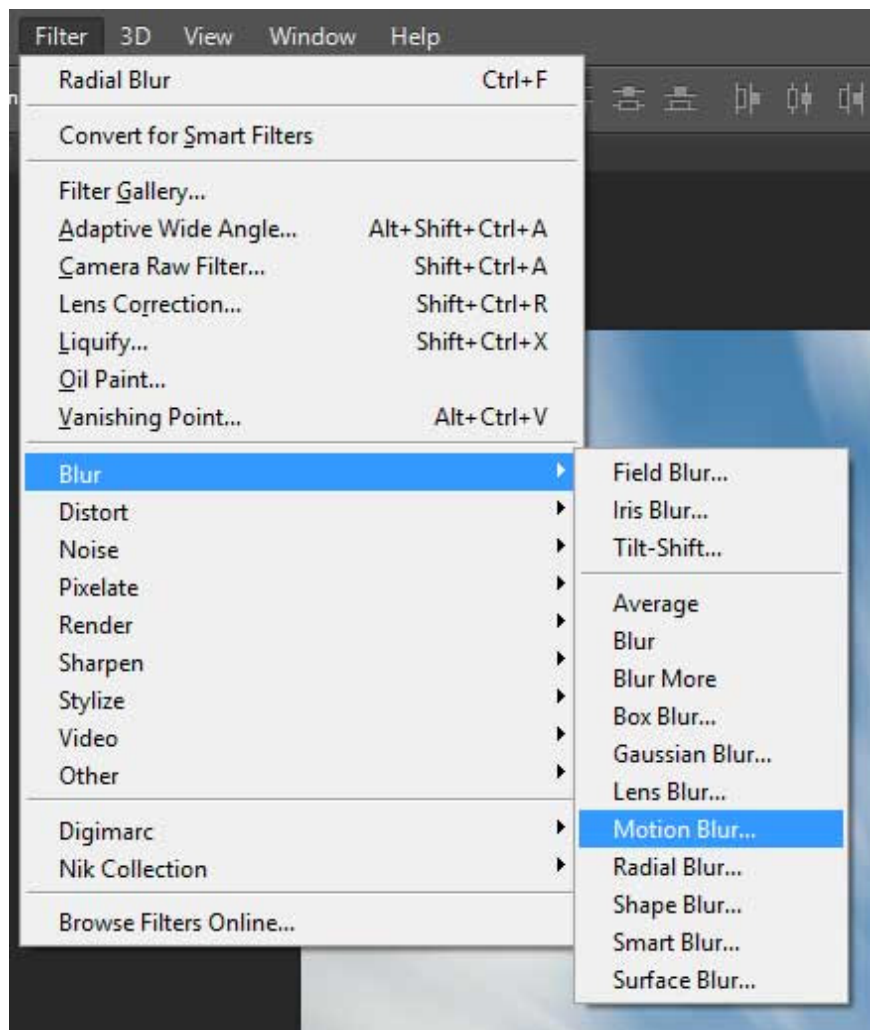 Filter 3D View Window Help
Radial Blur Ctrl+F
Convert for Smart Filters
Filter Gallery...
Adaptive Wide Angle... Alt+Shift+Ctrl+A
Camera Raw Filter... Shift+Ctrl+A
Lens Correction... Shift+Ctrl+R
Liquify... Shift+Ctrl+X
Oil Paint...
Vanishing Point... Alt+Ctrl+V
Blur
Distort
Noise
Pixelate
Render
Sharpen
Stylize
Video
Other
Digimarc
Nik Collection
Browse Filters Online...
Field Blur...
Iris Blur...
Tilt-Shift...
Average
Blur
Blur More
Box Blur...
Gaussian Blur...
Lens Blur...
Motion Blur...
Radial Blur...
Shape Blur...
Smart Blur...
Surface Blur...